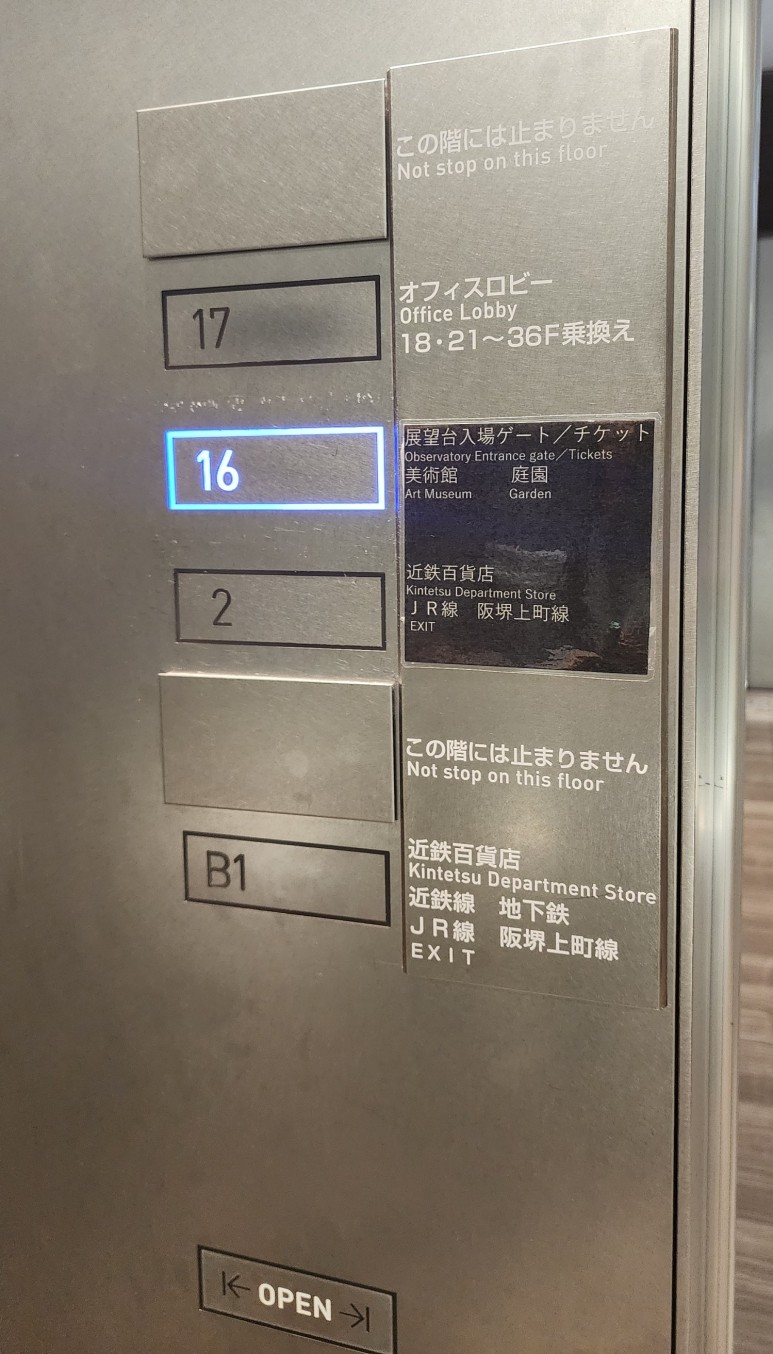 この階には止まりません
Not stop on this floor
17
オフィスロビー
Office Lobby
18・21〜36F乗換え
16
展望台入場ゲート／チケット
Observatory Entrance gate／Tickets
美術館 庭園
Art Museum Garden
2
近鉄百貨店
Kintetsu Department Store
ＪＲ線 阪堺上町線
EXIT
この階には止まりません
Not stop on this floor
B1
近鉄百貨店
Kintetsu Department Store
近鉄線 地下鉄
ＪＲ線 阪堺上町線
EXIT
|← OPEN →|